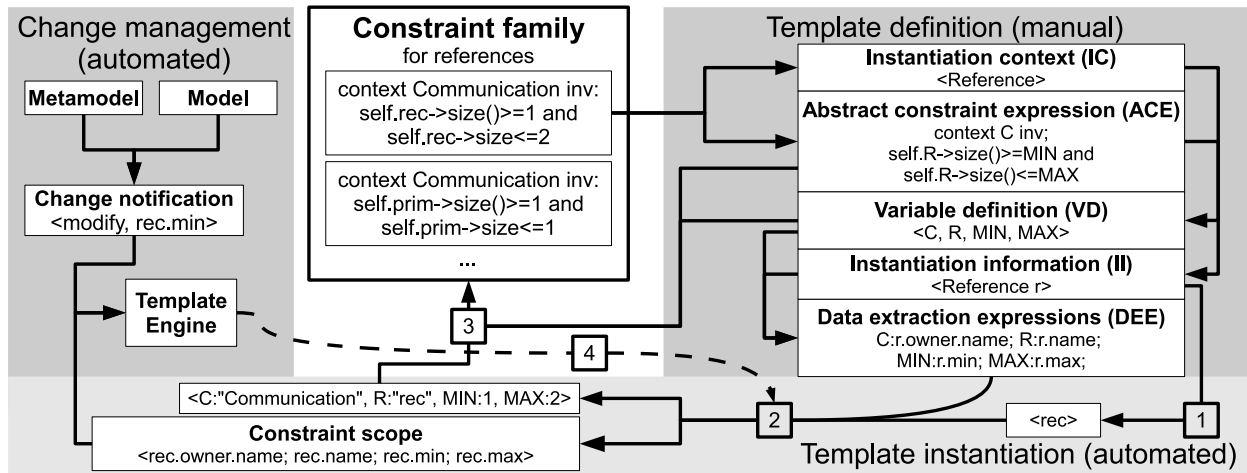 Change management
(automated)
Metamodel
Model
Change notification
<modify, rec.min>
Template
Engine
Constraint family
for references
context Communication inv:
self.rec->size()>=1 and
self.rec->size<=2
context Communication inv:
self.prim->size()>=1 and
self.prim->size<=1
...
3
4
Template definition (manual)
Instantiation context (IC)
<Reference>
Abstract constraint expression (ACE)
context C inv;
self.R->size()>=MIN and
self.R->size()<=MAX
Variable definition (VD)
<C, R, MIN, MAX>
Instantiation information (II)
<Reference r>
Data extraction expressions (DEE)
C:r.owner.name; R:r.name;
MIN:r.min; MAX:r.max;
<C:"Communication", R:"rec", MIN:1, MAX:2>
Constraint scope
<rec.owner.name; rec.name; rec.min; rec.max>
2
<rec>
1
Template instantiation (automated)